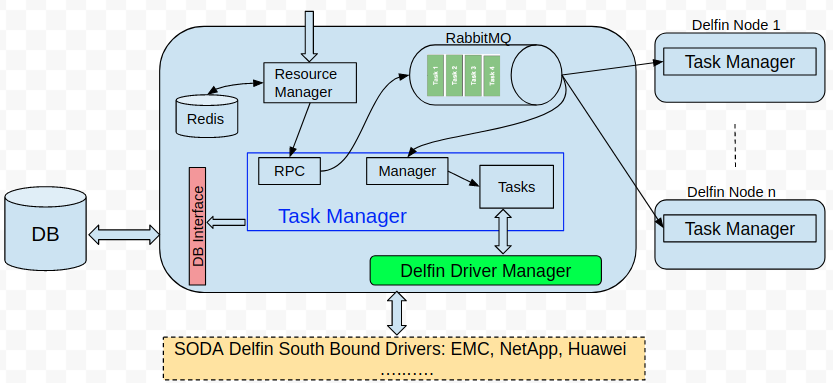 Delfin Node 1
RabbitMQ
Task 1
Task 2
Task 3
Task 4
Resource
Manager
Task Manager
Redis
RPC
Manager
Tasks
Delfin Node n
Task Manager
Task Manager
DB Interface
DB
Delfin Driver Manager
SODA Delfin South Bound Drivers: EMC, NetApp, Huawei
……….